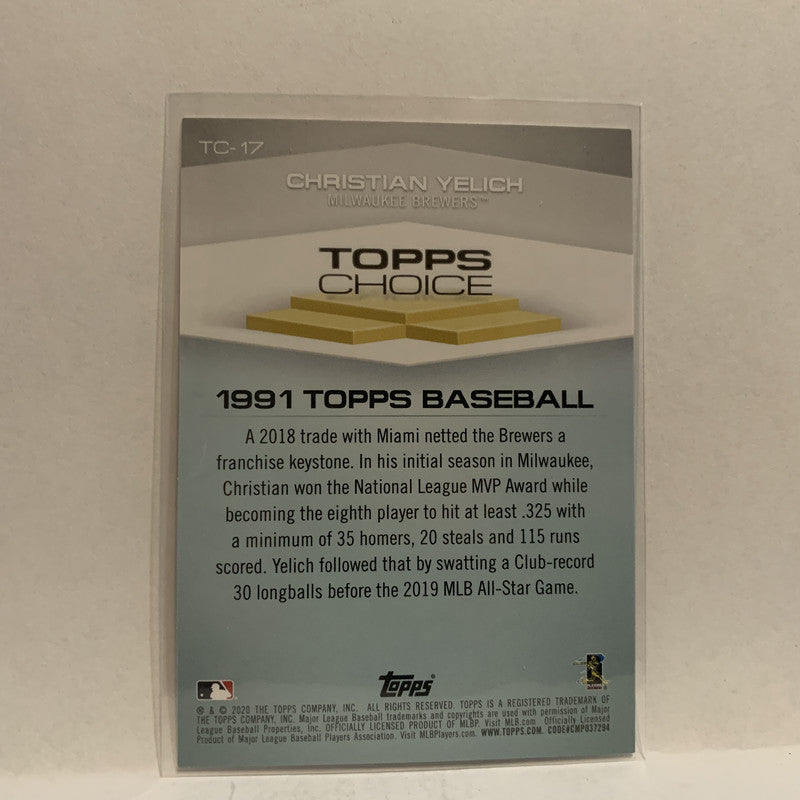 TC-17
CHRISTIAN YELICH
MILWAUKEE BREWERS™
TOPPS
CHOICE
1991 TOPPS BASEBALL
A 2018 trade with Miami netted the Brewers a
franchise keystone. In his initial season in Milwaukee,
Christian won the National League MVP Award while
becoming the eighth player to hit at least .325 with
a minimum of 35 homers, 20 steals and 115 runs
scored. Yelich followed that by swatting a Club-record
30 longballs before the 2019 MLB All-Star Game.
topps®
® & © 2020 THE TOPPS COMPANY, INC. ALL RIGHTS RESERVED. TOPPS IS A REGISTERED TRADEMARK OF
THE TOPPS COMPANY, INC. Major League Baseball trademarks and copyrights are used with permission of Major
League Baseball Properties, Inc. OFFICIALLY LICENSED PRODUCT OF MLBP. Visit MLB.com. Officially Licensed
Product of Major League Baseball Players Association. Visit MLBPlayers.com. WWW.TOPPS.COM. CODE#CMP037294